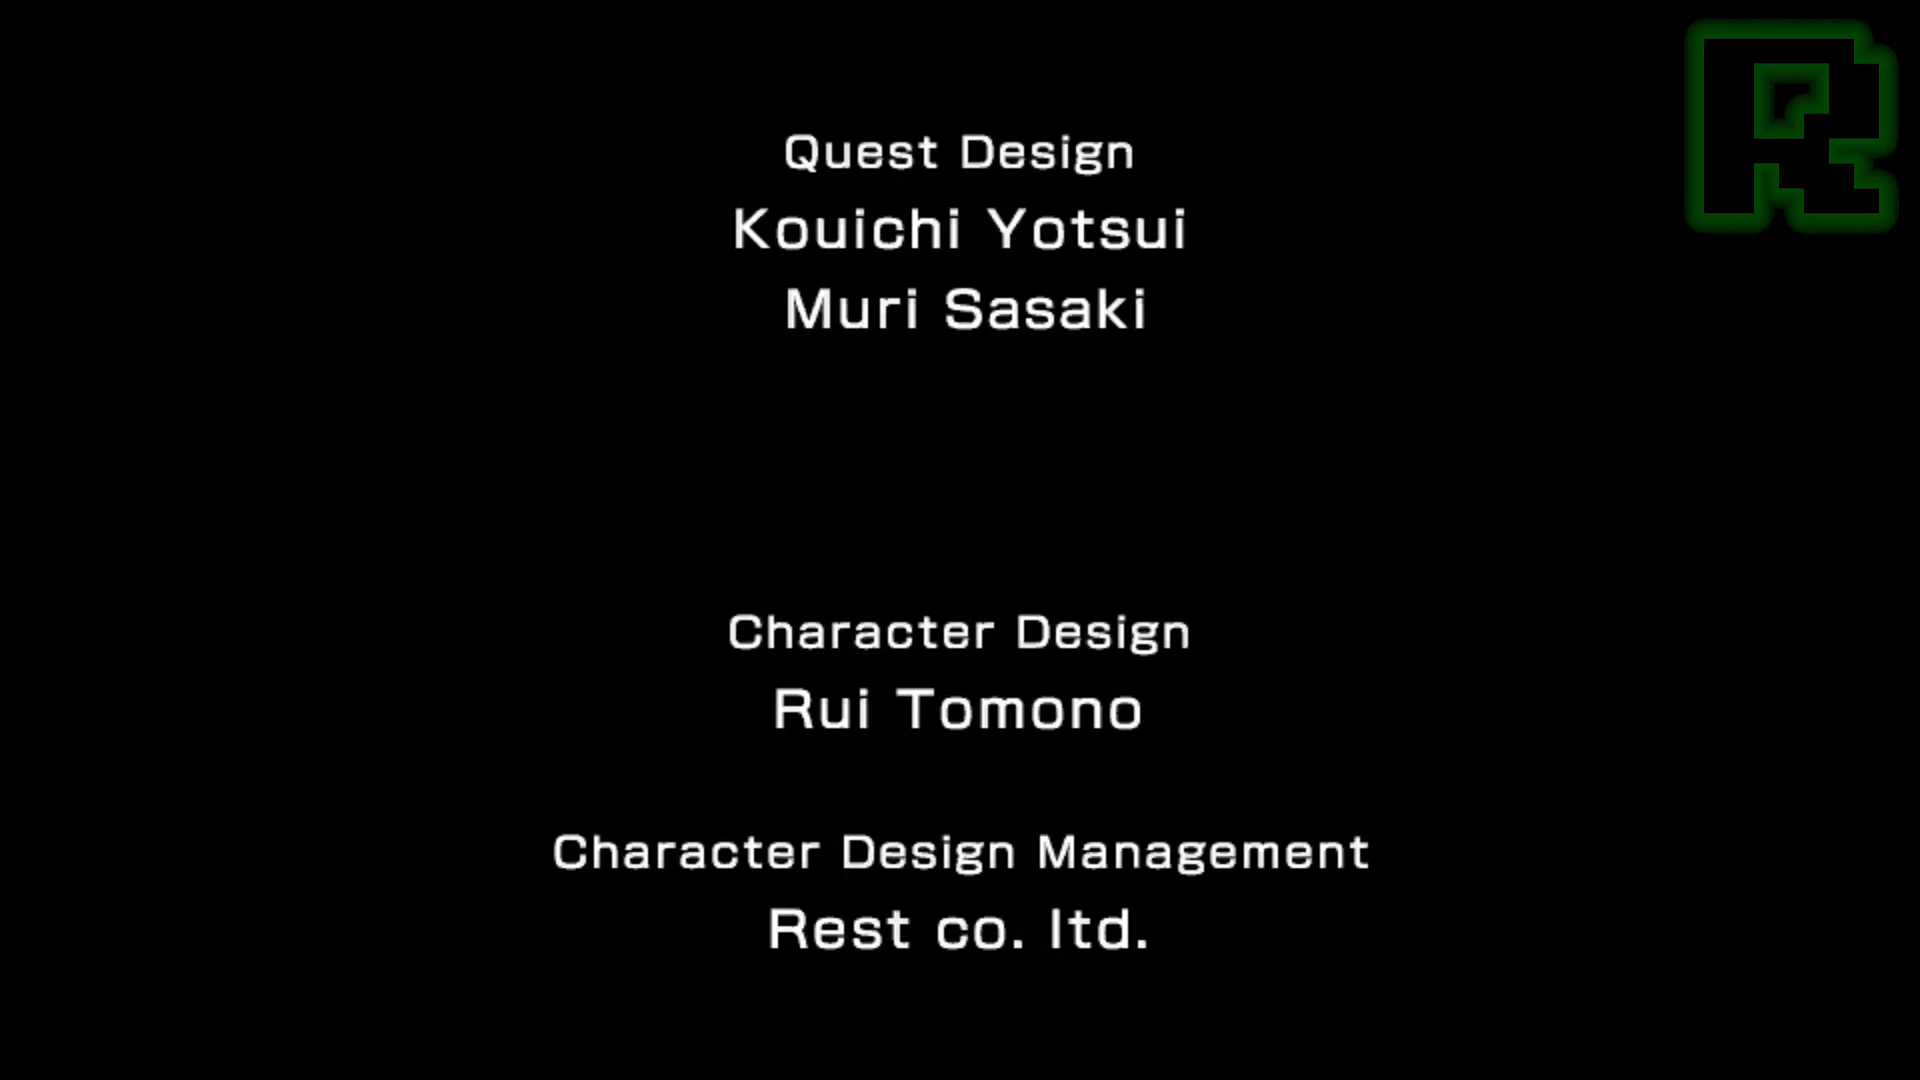 R
Quest Design
Kouichi Yotsui
Muri Sasaki
Character Design
Rui Tomono
Character Design Management
Rest co. ltd.